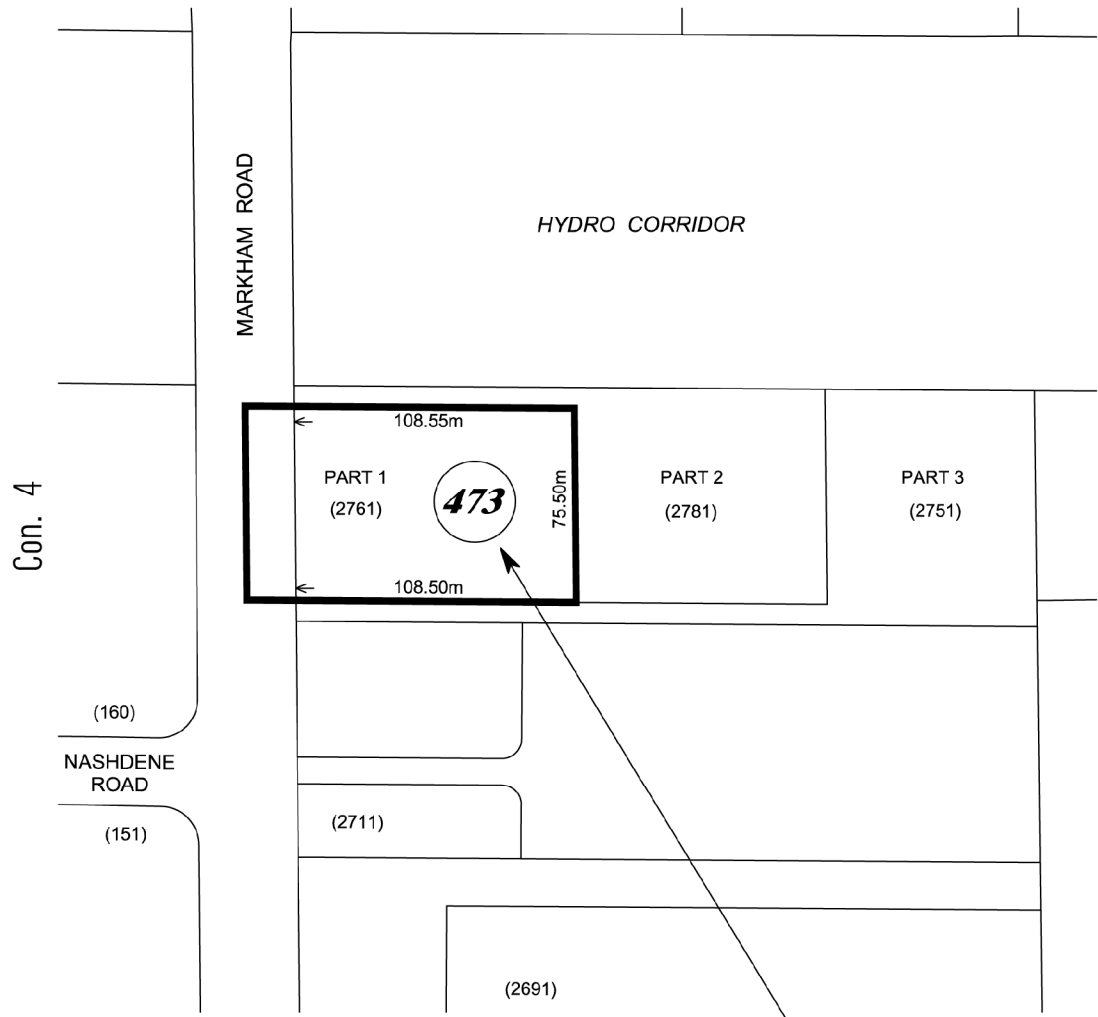 MARKHAM ROAD
HYDRO CORRIDOR
Con. 4
108.55m
PART 1
(2761)
473
75.50m
108.50m
PART 2
(2781)
PART 3
(2751)
(160)
NASHDENE
ROAD
(151)
(2711)
(2691)